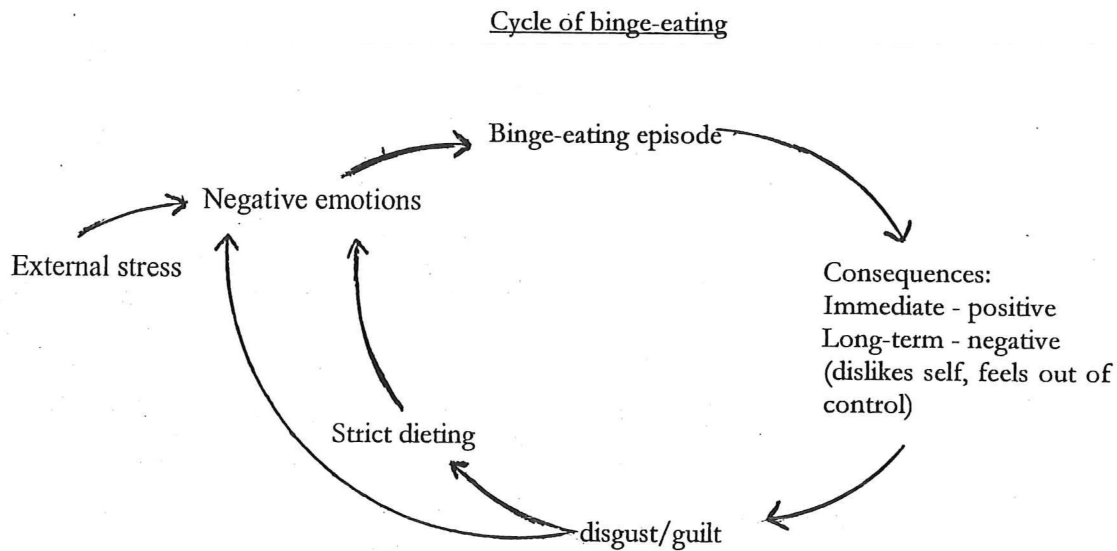 Cycle of binge-eating
Binge-eating episode
Negative emotions
External stress
Consequences:
Immediate - positive
Long-term - negative
(dislikes self, feels out of
control)
Strict dieting
disgust/guilt